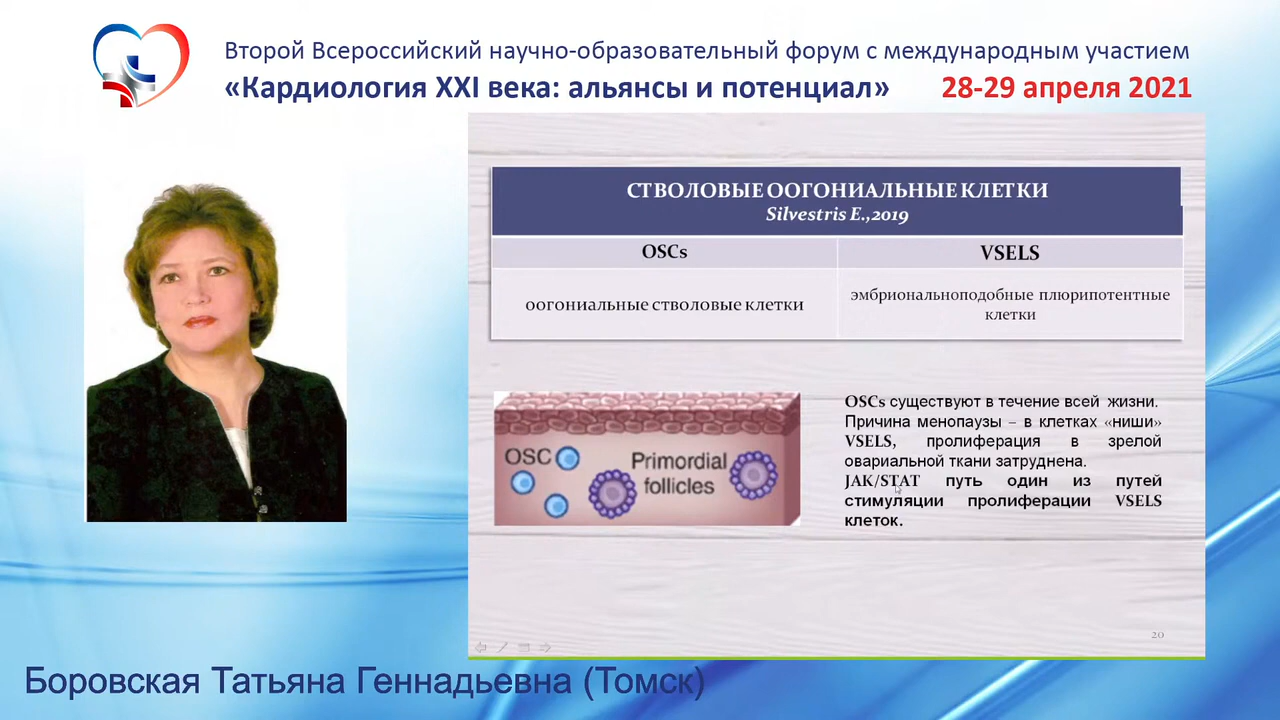 Второй Всероссийский научно-образовательный форум с международным участием
«Кардиология XXI века: альянсы и потенциал» 28-29 апреля 2021
СТВОЛОВЫЕ ООГОНИАЛЬНЫЕ КЛЕТКИ
Silvestris E.,2019
OSCs
VSELS
оогониальные стволовые клетки
эмбриональноподобные плюрипотентные
клетки
OSC
Primordial
follicles
OSCs существуют в течение всей жизни.
Причина менопаузы – в клетках «ниши»
VSELS, пролиферация в зрелой
овариальной ткани затруднена.
JAK/STAT путь один из путей
стимуляции пролиферации VSELS
клеток.
20
Боровская Татьяна Геннадьевна (Томск)